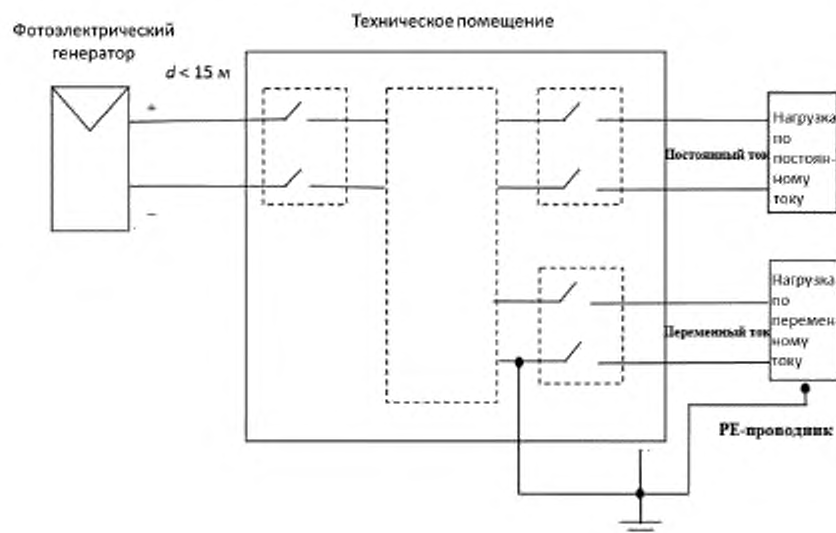 Техническое помещение
Фотоэлектрический
генератор
d < 15 м
+
−
Постоянный ток
Нагрузка
по
постоян-
ному
току
Переменный ток
Нагрузка
по
перемен-
ному
току
PE-проводник